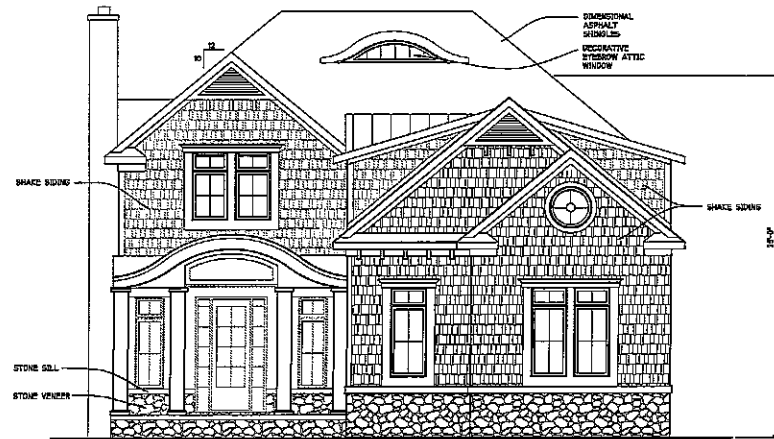 DIMENSIONAL
ASPHALT
SHINGLES
DECORATIVE
EYEBROW ATTIC
WINDOW
12
10
SHAKE SIDING
SHAKE SIDING
STONE SILL
STONE VENEER